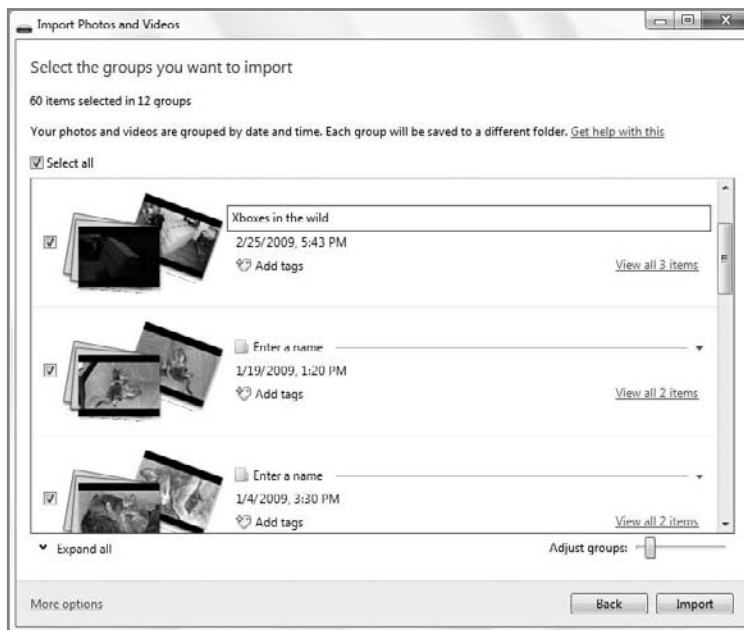 Import Photos and Videos
Select the groups you want to import
60 items selected in 12 groups
Your photos and videos are grouped by date and time. Each group will be saved to a different folder. Get help with this
Select all
Xboxes in the wild
2/25/2009, 5:43 PM
Add tags
View all 3 items
Enter a name
1/19/2009, 1:20 PM
Add tags
View all 2 items
Enter a name
1/4/2009, 3:30 PM
Add tags
View all 2 items
Expand all
Adjust groups:
More options
Back
Import